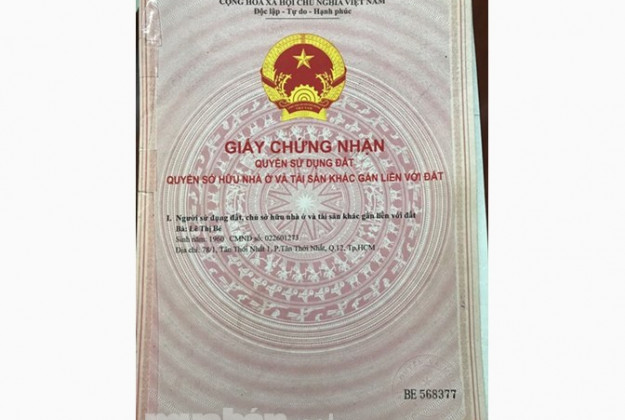 CỘNG HÒA XÃ HỘI CHỦ NGHĨA VIỆT NAM
Độc lập - Tự do - Hạnh phúc
GIẤY CHỨNG NHẬN
QUYỀN SỬ DỤNG ĐẤT
QUYỀN SỞ HỮU NHÀ Ở VÀ TÀI SẢN KHÁC GẮN LIỀN VỚI ĐẤT
I. Người sử dụng đất, chủ sở hữu nhà ở và tài sản khác gắn liền với đất
Bà: Lê Thị Bé
Sinh năm: 1960 CMND số: 022601271
Địa chỉ: 78/1, Tân Thới Nhất 1, P.Tân Thới Nhất, Q.12, Tp.HCM
BE 568377
muaban